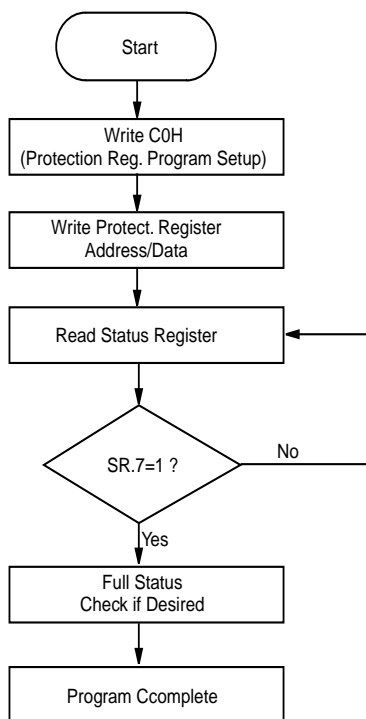 Start
Write C0H
(Protection Reg. Program Setup)
Write Protect. Register
Address/Data
Read Status Register
SR.7=1 ?
No
Yes
Full Status
Check if Desired
Program Ccomplete